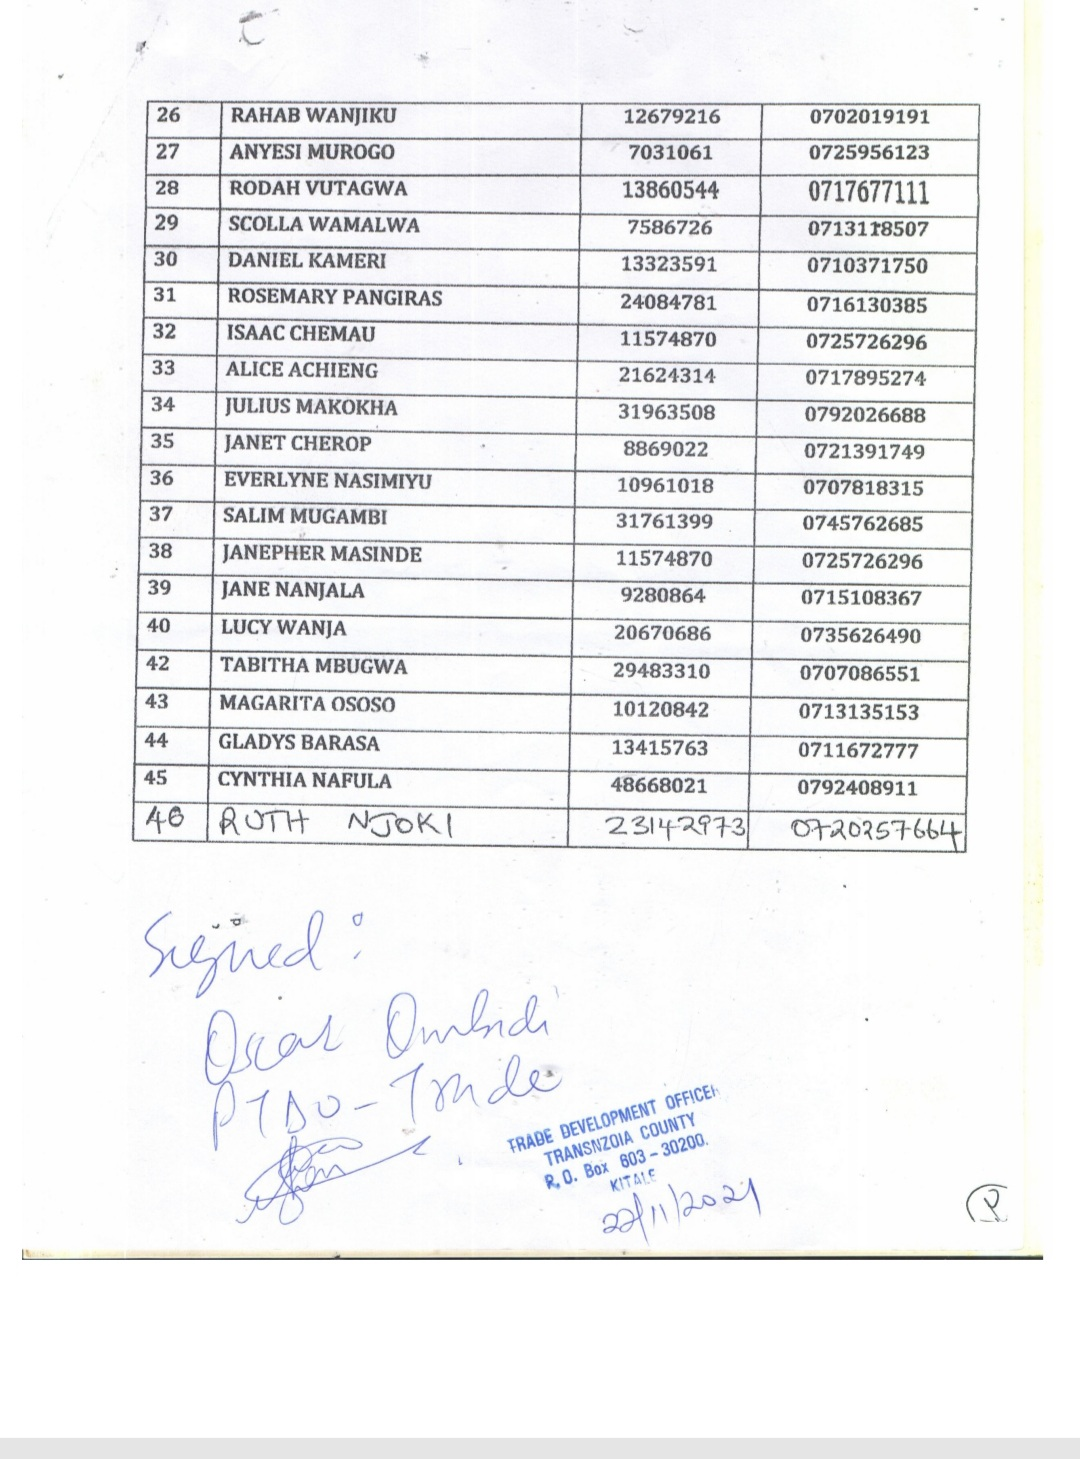 26 RAHAB WANJIKU 12679216 0702019191
27 ANYESI MUROGO 7031061 0725956123
28 RODAH VUTAGWA 13860544 0717677111
29 SCOLLA WAMALWA 7586726 0713118507
30 DANIEL KAMERI 13323591 0710371750
31 ROSEMARY PANGIRAS 24084781 0716130385
32 ISAAC CHEMAU 11574870 0725726296
33 ALICE ACHIENG 21624314 0717895274
34 JULIUS MAKOKHA 31963508 0792026688
35 JANET CHEROP 8869022 0721391749
36 EVERLYNE NASIMIYU 10961018 0707818315
37 SALIM MUGAMBI 31761399 0745762685
38 JANEPHER MASINDE 11574870 0725726296
39 JANE NANJALA 9280864 0715108367
40 LUCY WANJA 20670686 0735626490
42 TABITHA MBUGWA 29483310 0707086551
43 MAGARITA OSOSO 10120842 0713135153
44 GLADYS BARASA 13415763 0711672777
45 CYNTHIA NAFULA 48668021 0792408911
46 RUTH NJOKI 23142973 0720257664
Signed:
Oscar Ombidi
PTDO-Trade
TRADE DEVELOPMENT OFFICER
TRANSNZOIA COUNTY
P. O. Box 603 - 30200.
KITALE
22/11/2021